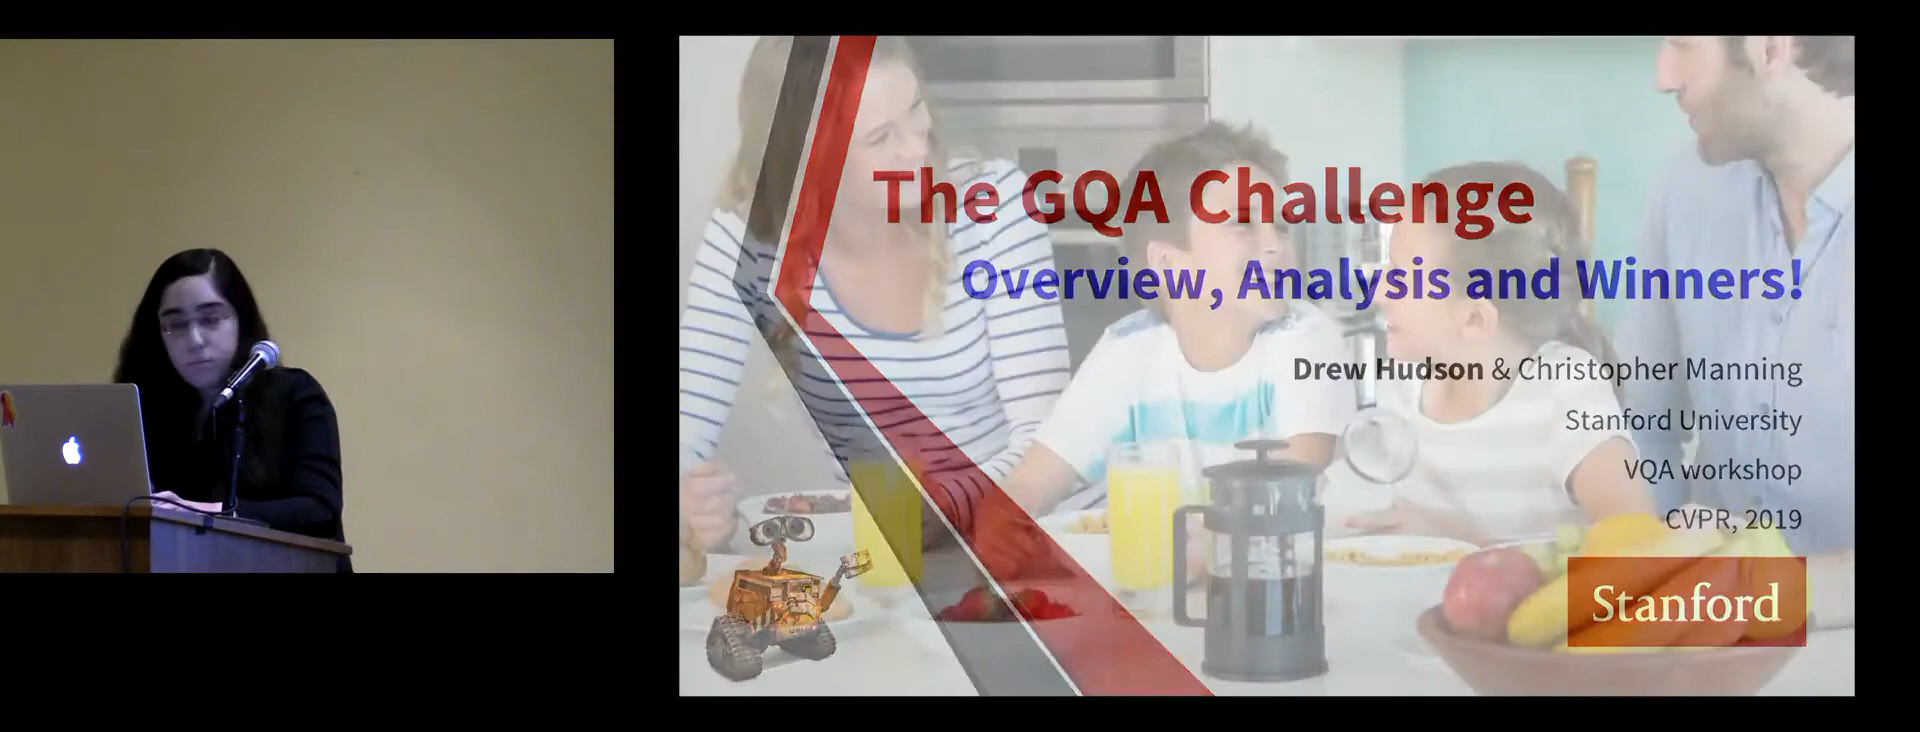 The GQA Challenge
Overview, Analysis and Winners!
Drew Hudson & Christopher Manning
Stanford University
VQA workshop
CVPR, 2019
Stanford